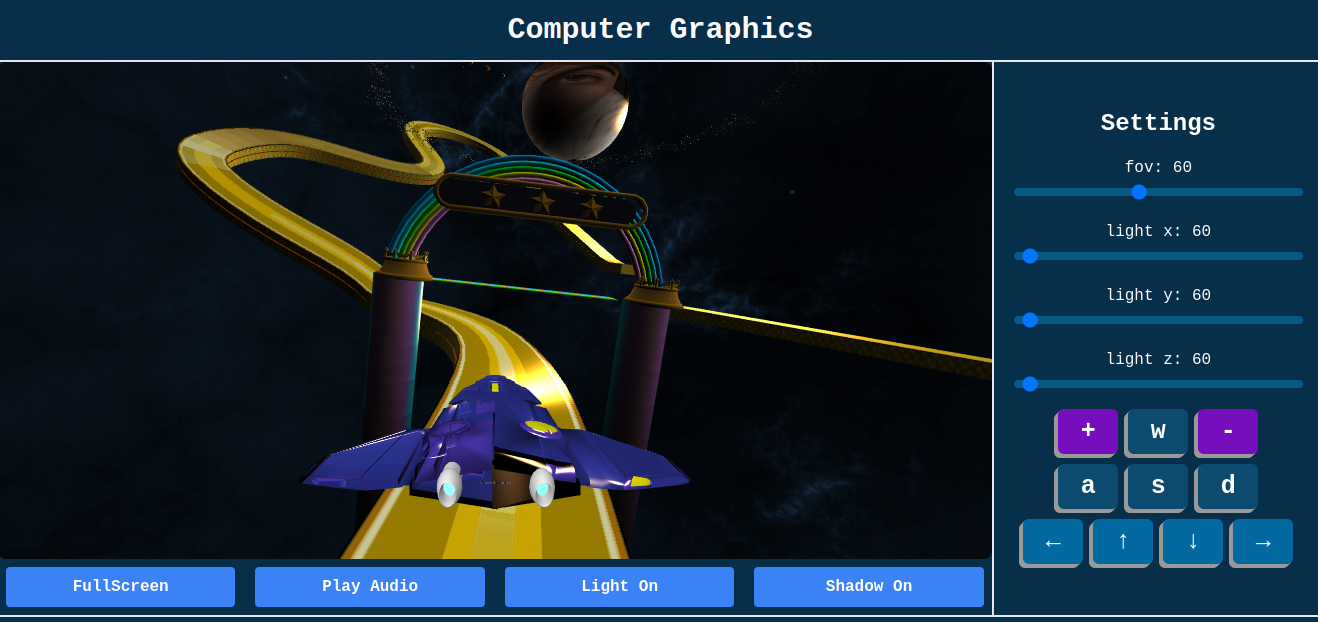 Computer Graphics
Settings
fov: 60
light x: 60
light y: 60
light z: 60
+ w -
a s d
← ↑ ↓ →
FullScreen Play Audio Light On Shadow On